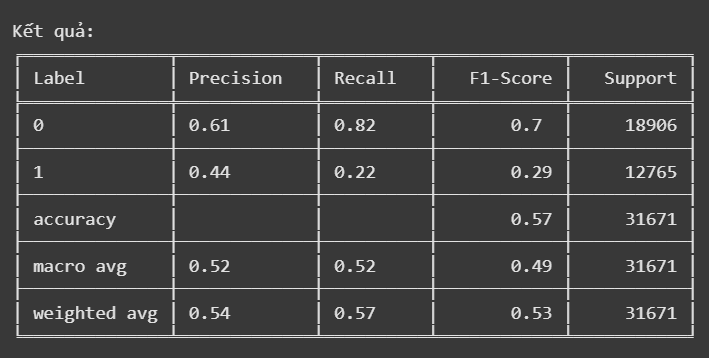 Kết quả:
Label Precision Recall F1-Score Support
0 0.61 0.82 0.7 18906
1 0.44 0.22 0.29 12765
accuracy 0.57 31671
macro avg 0.52 0.52 0.49 31671
weighted avg 0.54 0.57 0.53 31671